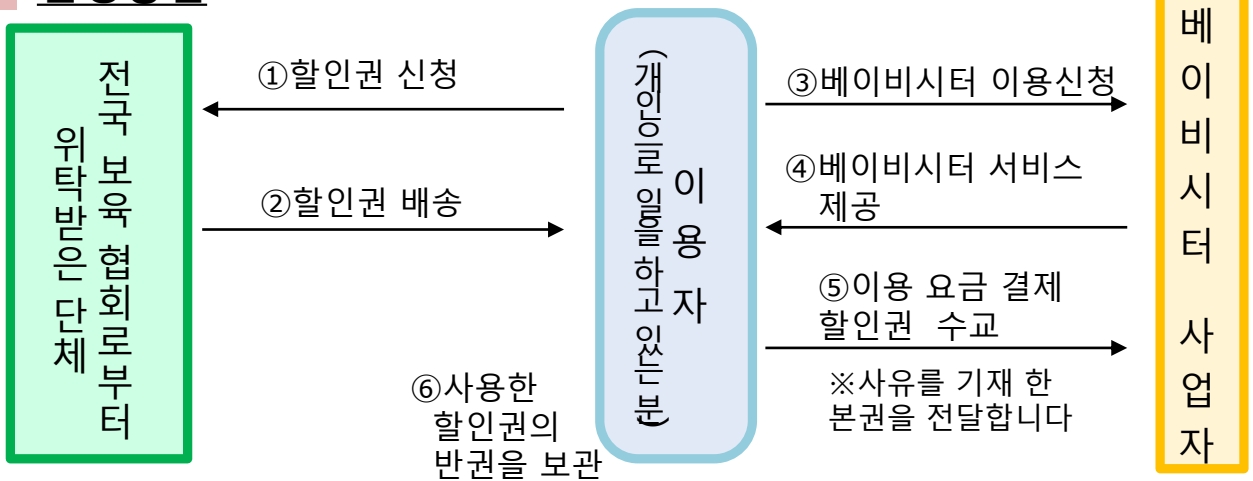 전국 보육 협회로부터
위탁받은 단체
①할인권 신청
②할인권 배송
이용자
(개인으로 일을 하고 있는 분)
③베이비시터 이용신청
④베이비시터 서비스
제공
⑤이용 요금 결제
할인권 수교
※사유를 기재 한
본권을 전달합니다
⑥사용한
할인권의
반권을 보관
베이비시터 사업자